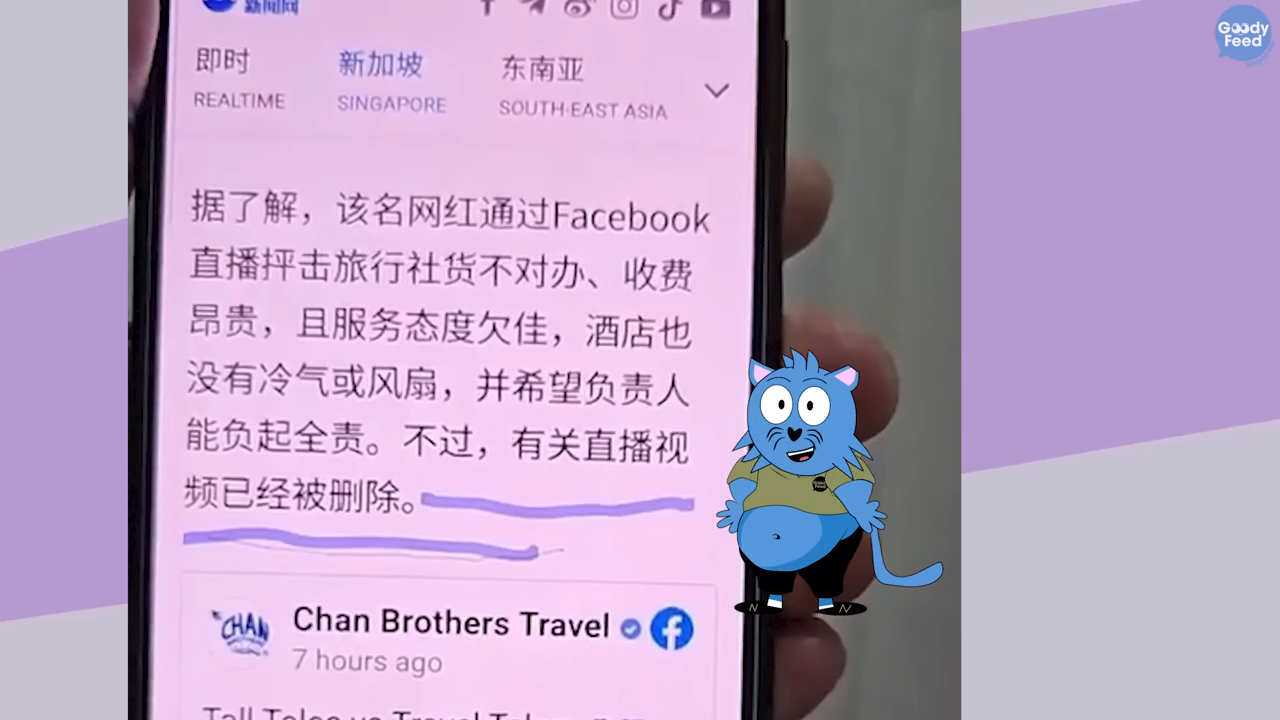 Goody
Feed
新闻网
即时 新加坡 东南亚
REALTIME SINGAPORE SOUTH-EAST ASIA
据了解，该名网红通过Facebook
直播抨击旅行社货不对办、收费
昂贵，且服务态度欠佳，酒店也
没有冷气或风扇，并希望负责人
能负起全责。不过，有关直播视
频已经被删除。
CHAN
Chan Brothers Travel
7 hours ago